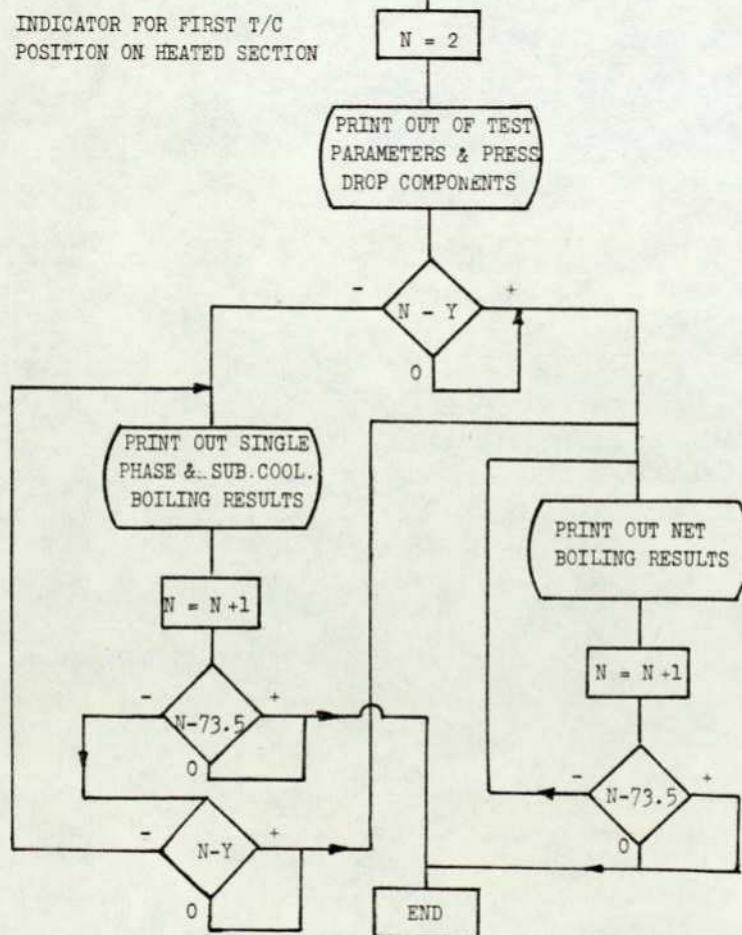 INDICATOR FOR FIRST T/C
POSITION ON HEATED SECTION
N = 2
PRINT OUT OF TEST
PARAMETERS & PRESS
DROP COMPONENTS
-
N - Y
+
0
PRINT OUT SINGLE
PHASE & SUB.COOL.
BOILING RESULTS
N = N+1
-
N-73.5
+
0
-
N-Y
+
0
PRINT OUT NET
BOILING RESULTS
N = N+1
-
N-73.5
+
0
END